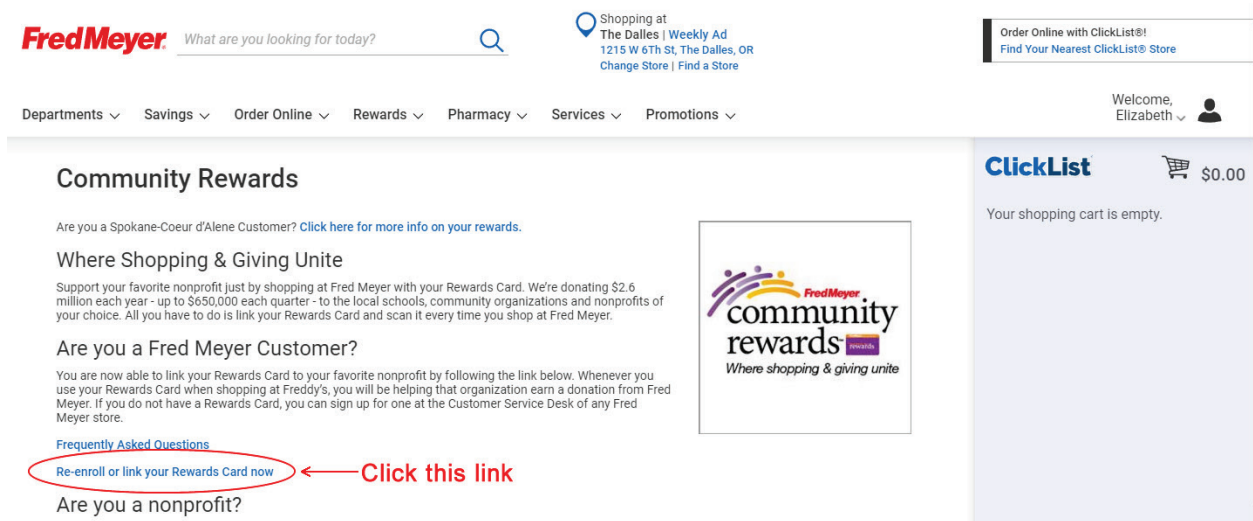 FredMeyer.
What are you looking for today?
Shopping at
The Dalles | Weekly Ad
1215 W 6Th St, The Dalles, OR
Change Store | Find a Store
Order Online with ClickList®!
Find Your Nearest ClickList® Store
Departments Savings Order Online Rewards Pharmacy Services Promotions
Welcome,
Elizabeth
Community Rewards
Are you a Spokane-Coeur d'Alene Customer? Click here for more info on your rewards.
Where Shopping & Giving Unite
Support your favorite nonprofit just by shopping at Fred Meyer with your Rewards Card. We're donating $2.6
million each year - up to $650,000 each quarter - to the local schools, community organizations and nonprofits of
your choice. All you have to do is link your Rewards Card and scan it every time you shop at Fred Meyer.
Are you a Fred Meyer Customer?
You are now able to link your Rewards Card to your favorite nonprofit by following the link below. Whenever you
use your Rewards Card when shopping at Freddy's, you will be helping that organization earn a donation from Fred
Meyer. If you do not have a Rewards Card, you can sign up for one at the Customer Service Desk of any Fred
Meyer store.
Frequently Asked Questions
Re-enroll or link your Rewards Card now
Click this link
Are you a nonprofit?
FredMeyer
community
rewards
rewards
Where shopping & giving unite
ClickList
$0.00
Your shopping cart is empty.